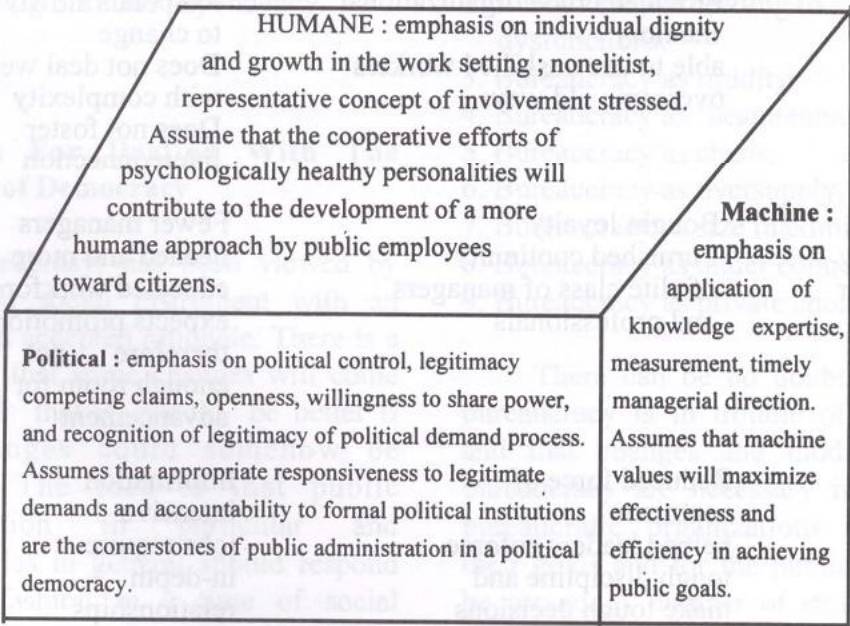 HUMANE : emphasis on individual dignity
and growth in the work setting ; nonelitist,
representative concept of involvement stressed.
Assume that the cooperative efforts of
psychologically healthy personalities will
contribute to the development of a more
humane approach by public employees
toward citizens.
Machine :
emphasis on
application of
knowledge expertise,
measurement, timely
managerial direction.
Assumes that machine
values will maximize
effectiveness and
efficiency in achieving
public goals.
Political : emphasis on political control, legitimacy
competing claims, openness, willingness to share power,
and recognition of legitimacy of political demand process.
Assumes that appropriate responsiveness to legitimate
demands and accountability to formal political institutions
are the cornerstones of public administration in a political
democracy.